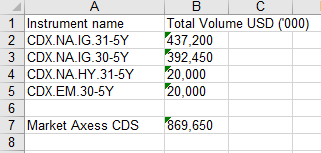 A B C
1 Instrument name Total Volume USD ('000)
2 CDX.NA.IG.31-5Y 437,200
3 CDX.NA.IG.30-5Y 392,450
4 CDX.NA.HY.31-5Y 20,000
5 CDX.EM.30-5Y 20,000
6
7 Market Axess CDS 869,650
8